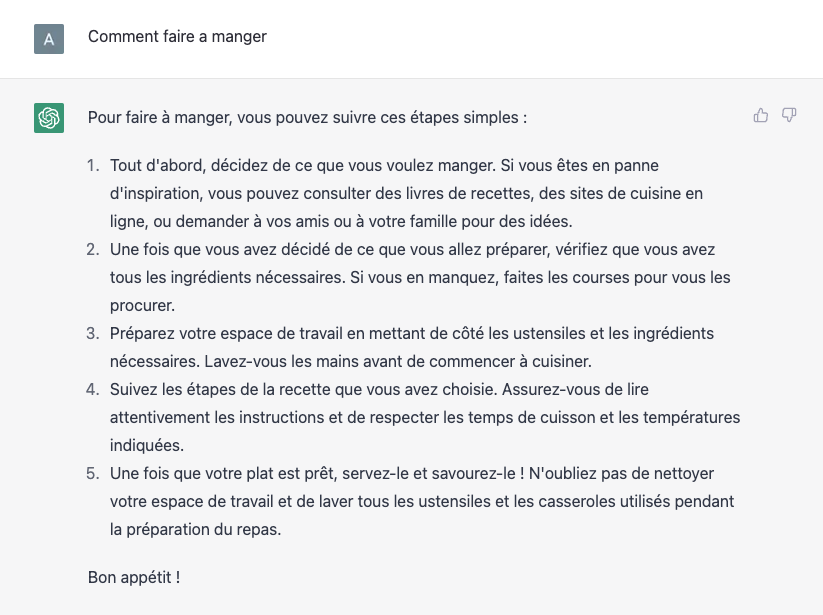 A
Comment faire a manger
Pour faire à manger, vous pouvez suivre ces étapes simples :
1. Tout d'abord, décidez de ce que vous voulez manger. Si vous êtes en panne
d'inspiration, vous pouvez consulter des livres de recettes, des sites de cuisine en
ligne, ou demander à vos amis ou à votre famille pour des idées.
2. Une fois que vous avez décidé de ce que vous allez préparer, vérifiez que vous avez
tous les ingrédients nécessaires. Si vous en manquez, faites les courses pour vous les
procurer.
3. Préparez votre espace de travail en mettant de côté les ustensiles et les ingrédients
nécessaires. Lavez-vous les mains avant de commencer à cuisiner.
4. Suivez les étapes de la recette que vous avez choisie. Assurez-vous de lire
attentivement les instructions et de respecter les temps de cuisson et les températures
indiquées.
5. Une fois que votre plat est prêt, servez-le et savourez-le ! N'oubliez pas de nettoyer
votre espace de travail et de laver tous les ustensiles et les casseroles utilisés pendant
la préparation du repas.
Bon appétit !